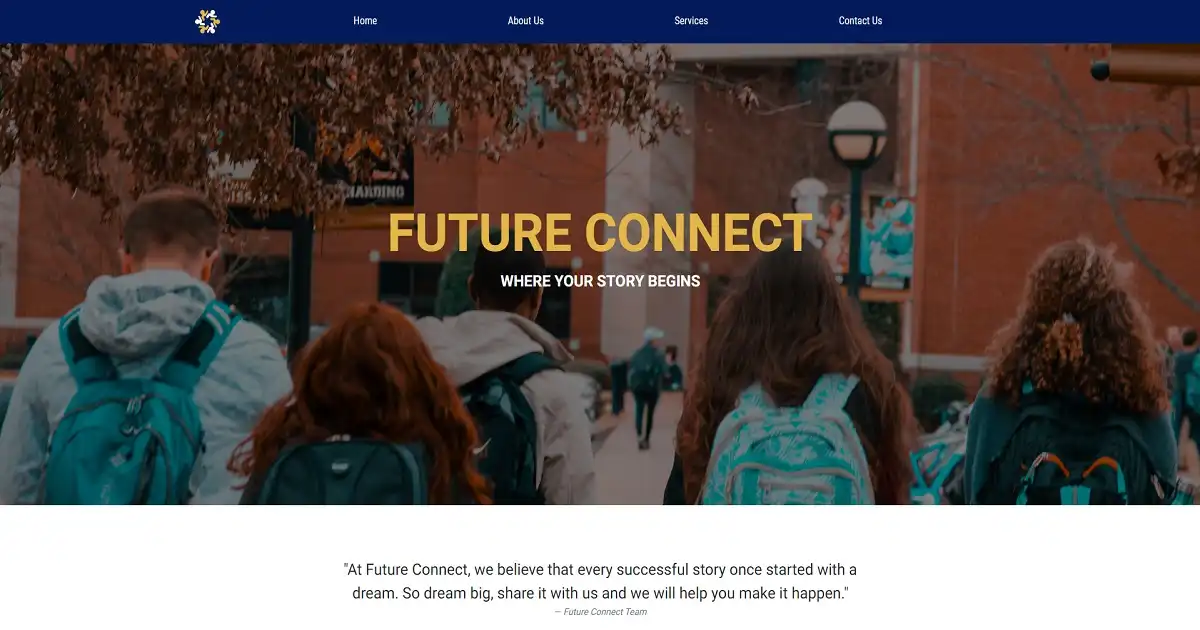 Home
About Us
Services
Contact Us
HARDING
FUTURE CONNECT
WHERE YOUR STORY BEGINS
"At Future Connect, we believe that every successful story once started with a
dream. So dream big, share it with us and we will help you make it happen."
— Future Connect Team